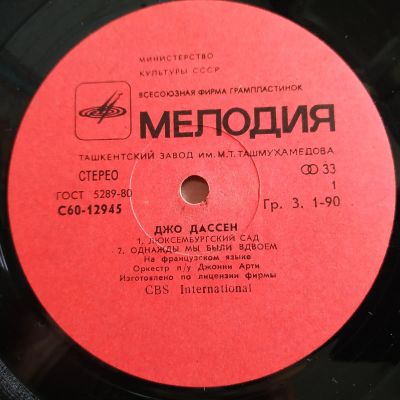 МИНИСТЕРСТВО
КУЛЬТУРЫ СССР
ВСЕСОЮЗНАЯ ФИРМА ГРАМПЛАСТИНОК
МЕЛОДИЯ
ТАШКЕНТСКИЙ ЗАВОД ИМ. М.Т. ТАШМУХАМЕДОВА
СТЕРЕО 33
ГОСТ 5289-80 1
С60-12945 Гр. 3. 1-90
ДЖО ДАССЕН
1. ЛЮКСЕМБУРГСКИЙ САД
2. ОДНАЖДЫ МЫ БЫЛИ ВДВОЕМ
На французском языке
Оркестр п/у Джонни Арти
Изготовлено по лицензии фирмы
CBS International